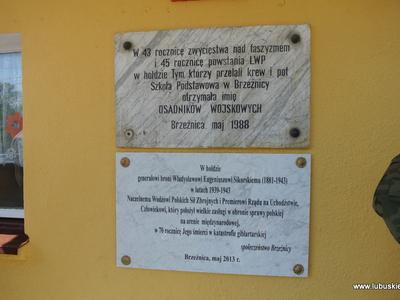 W 43 rocznicę zwycięstwa nad faszyzmem
i 45 rocznicę powstania LWP
w hołdzie Tym, którzy przelali krew i pot
Szkoła Podstawowa w Brzeźnicy
otrzymała imię
OSADNIKÓW WOJSKOWYCH
Brzeźnica, maj 1988
W hołdzie
generałowi broni Władysławowi Eugeniuszowi Sikorskiemu (1881-1943)
w latach 1939-1943
Naczelnemu Wodzowi Polskich Sił Zbrojnych i Premierowi Rządu na Uchodźstwie,
Człowiekowi, który położył wielkie zasługi w obronie sprawy polskiej
na arenie międzynarodowej,
w 70 rocznicę Jego śmierci w katastrofie gibraltarskiej
społeczeństwo Brzeźnicy
Brzeźnica, maj 2013 r.
www.lubuskie